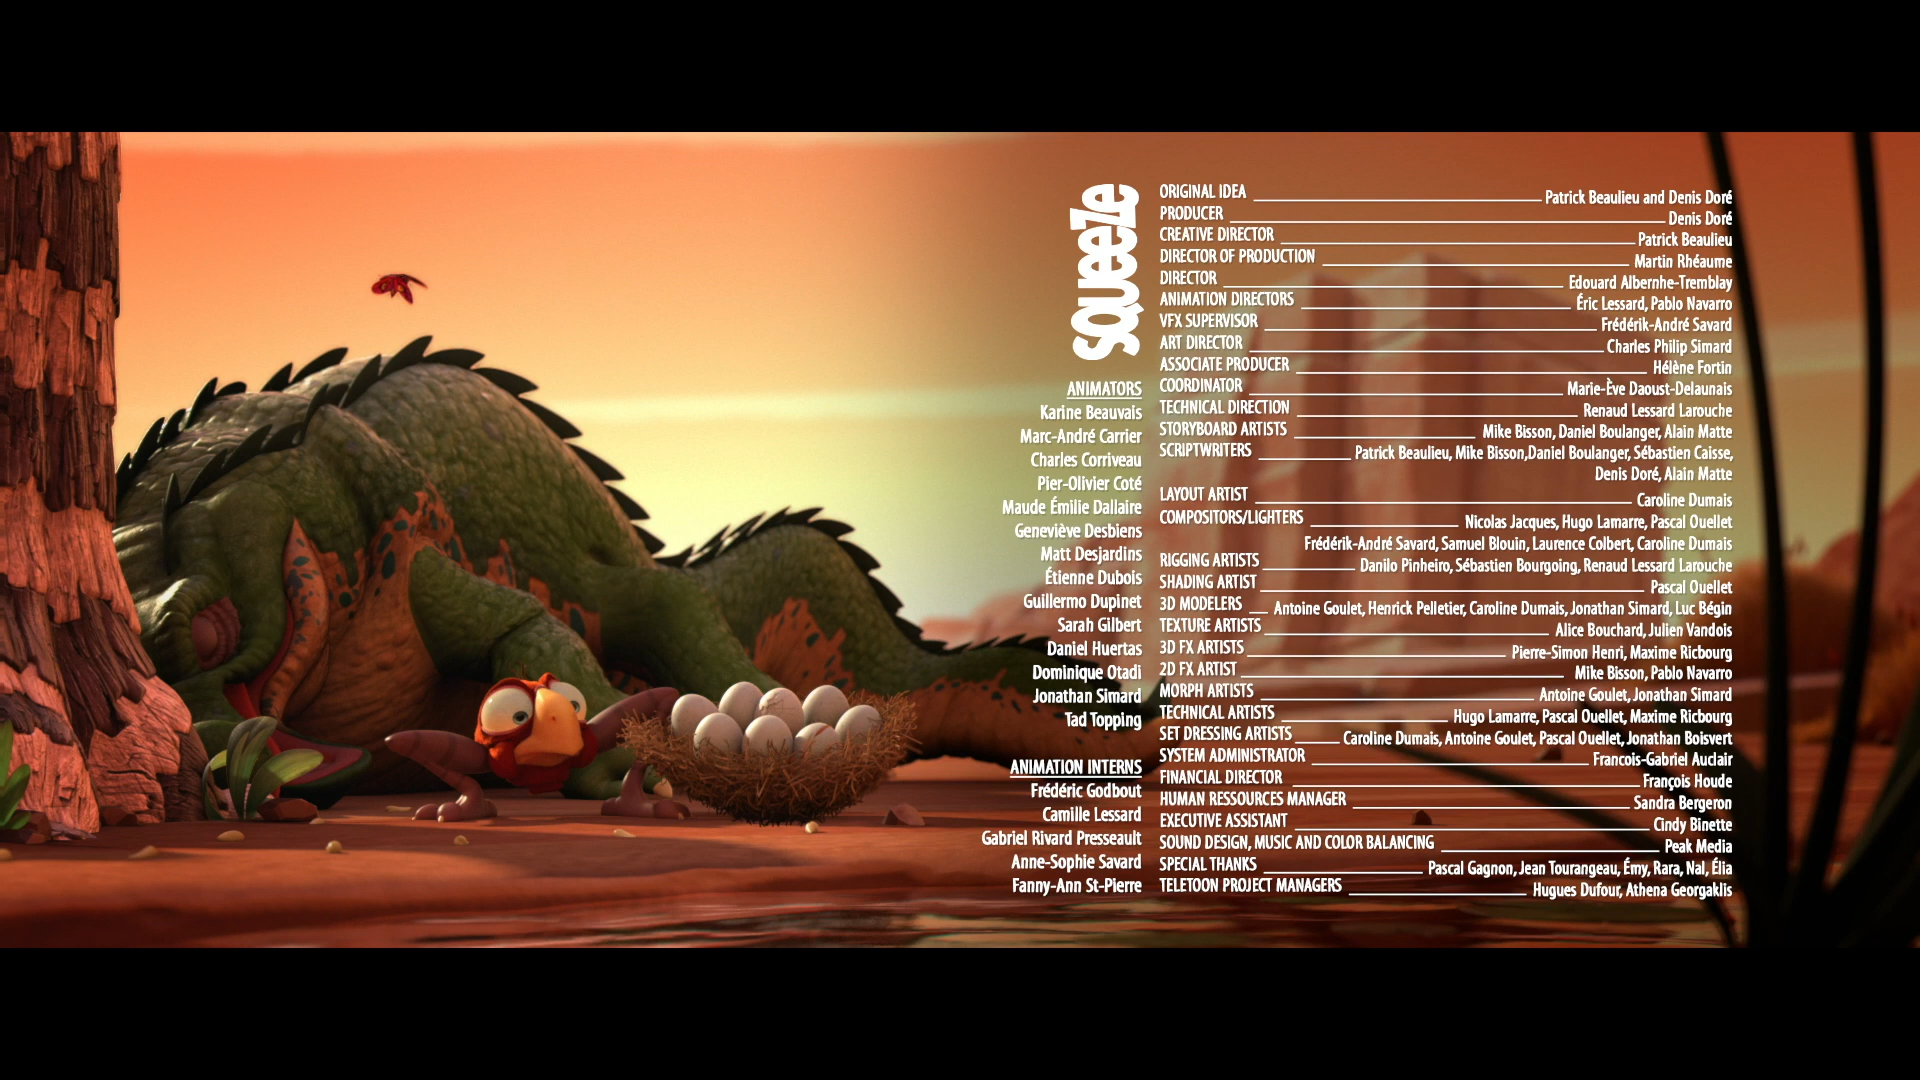 squeeze
ANIMATORS
Karine Beauvais
Marc-André Carrier
Charles Corriveau
Pier-Olivier Coté
Maude Émilie Dallaire
Geneviève Desbiens
Matt Desjardins
Étienne Dubois
Guillermo Dupinet
Sarah Gilbert
Daniel Huertas
Dominique Otadi
Jonathan Simard
Tad Topping
ANIMATION INTERNS
Frédéric Godbout
Camille Lessard
Gabriel Rivard Presseault
Anne-Sophie Savard
Fanny-Ann St-Pierre
ORIGINAL IDEA Patrick Beaulieu and Denis Doré
PRODUCER Denis Doré
CREATIVE DIRECTOR Patrick Beaulieu
DIRECTOR OF PRODUCTION Martin Rhéaume
DIRECTOR Edouard Albernhe-Tremblay
ANIMATION DIRECTORS Éric Lessard, Pablo Navarro
VFX SUPERVISOR Frédérik-André Savard
ART DIRECTOR Charles Philip Simard
ASSOCIATE PRODUCER Hélène Fortin
COORDINATOR Marie-Ève Daoust-Delaunais
TECHNICAL DIRECTION Renaud Lessard Larouche
STORYBOARD ARTISTS Mike Bisson, Daniel Boulanger, Alain Matte
SCRIPTWRITERS Patrick Beaulieu, Mike Bisson,Daniel Boulanger, Sébastien Caisse,
Denis Doré, Alain Matte
LAYOUT ARTIST Caroline Dumais
COMPOSITORS/LIGHTERS Nicolas Jacques, Hugo Lamarre, Pascal Ouellet
Frédérik-André Savard, Samuel Blouin, Laurence Colbert, Caroline Dumais
RIGGING ARTISTS Danilo Pinheiro, Sébastien Bourgoing, Renaud Lessard Larouche
SHADING ARTIST Pascal Ouellet
3D MODELERS Antoine Goulet, Henrick Pelletier, Caroline Dumais, Jonathan Simard, Luc Bégin
TEXTURE ARTISTS Alice Bouchard, Julien Vandois
3D FX ARTISTS Pierre-Simon Henri, Maxime Ricbourg
2D FX ARTIST Mike Bisson, Pablo Navarro
MORPH ARTISTS Antoine Goulet, Jonathan Simard
TECHNICAL ARTISTS Hugo Lamarre, Pascal Ouellet, Maxime Ricbourg
SET DRESSING ARTISTS Caroline Dumais, Antoine Goulet, Pascal Ouellet, Jonathan Boisvert
SYSTEM ADMINISTRATOR Francois-Gabriel Auclair
FINANCIAL DIRECTOR François Houde
HUMAN RESSOURCES MANAGER Sandra Bergeron
EXECUTIVE ASSISTANT Cindy Binette
SOUND DESIGN, MUSIC AND COLOR BALANCING Peak Media
SPECIAL THANKS Pascal Gagnon, Jean Tourangeau, Émy, Rara, Nal, Élia
TELETOON PROJECT MANAGERS Hugues Dufour, Athena Georgaklis